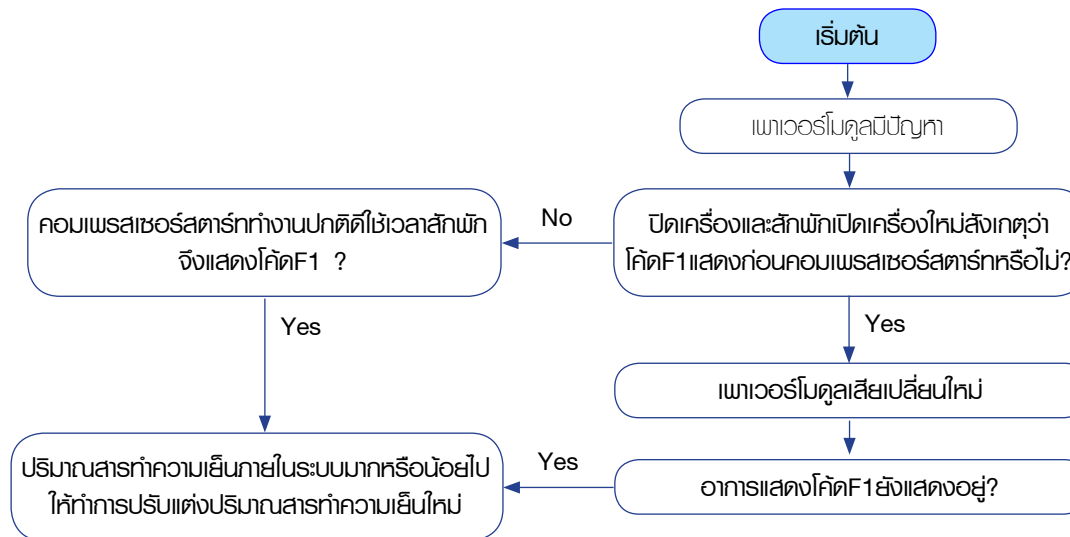 เริ่มต้น
เพาเวอร์โมดูลมีปัญหา
ปิดเครื่องและสักพักเปิดเครื่องใหม่สังเกตุว่า
โค้ดF1แสดงก่อนคอมเพรสเซอร์สตาร์ทหรือไม่?
No
คอมเพรสเซอร์สตาร์ททำงานปกติดีใช้เวลาสักพัก
จึงแสดงโค้ดF1 ?
Yes
Yes
เพาเวอร์โมดูลเสียเปลี่ยนใหม่
อาการแสดงโค้ดF1ยังแสดงอยู่?
Yes
ปริมาณสารทำความเย็นภายในระบบมากหรือน้อยไป
ให้ทำการปรับแต่งปริมาณสารทำความเย็นใหม่